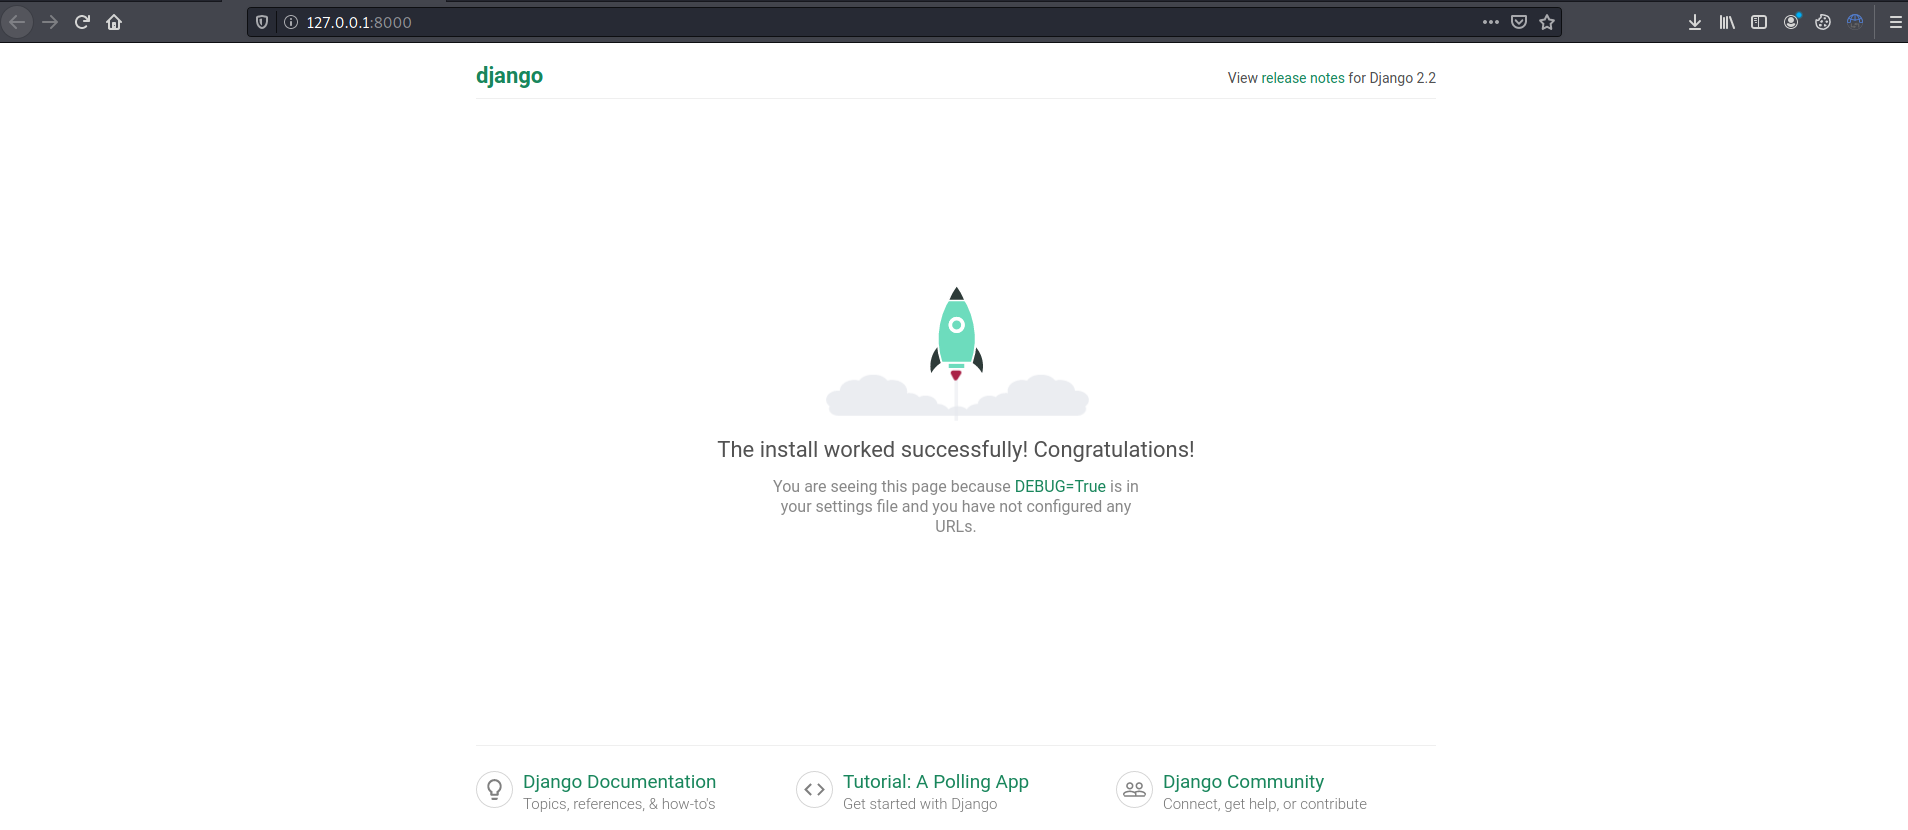 127.0.0.1:8000
django
View release notes for Django 2.2
The install worked successfully! Congratulations!
You are seeing this page because DEBUG=True is in
your settings file and you have not configured any
URLs.
Django Documentation
Topics, references, & how-to's
Tutorial: A Polling App
Get started with Django
Django Community
Connect, get help, or contribute